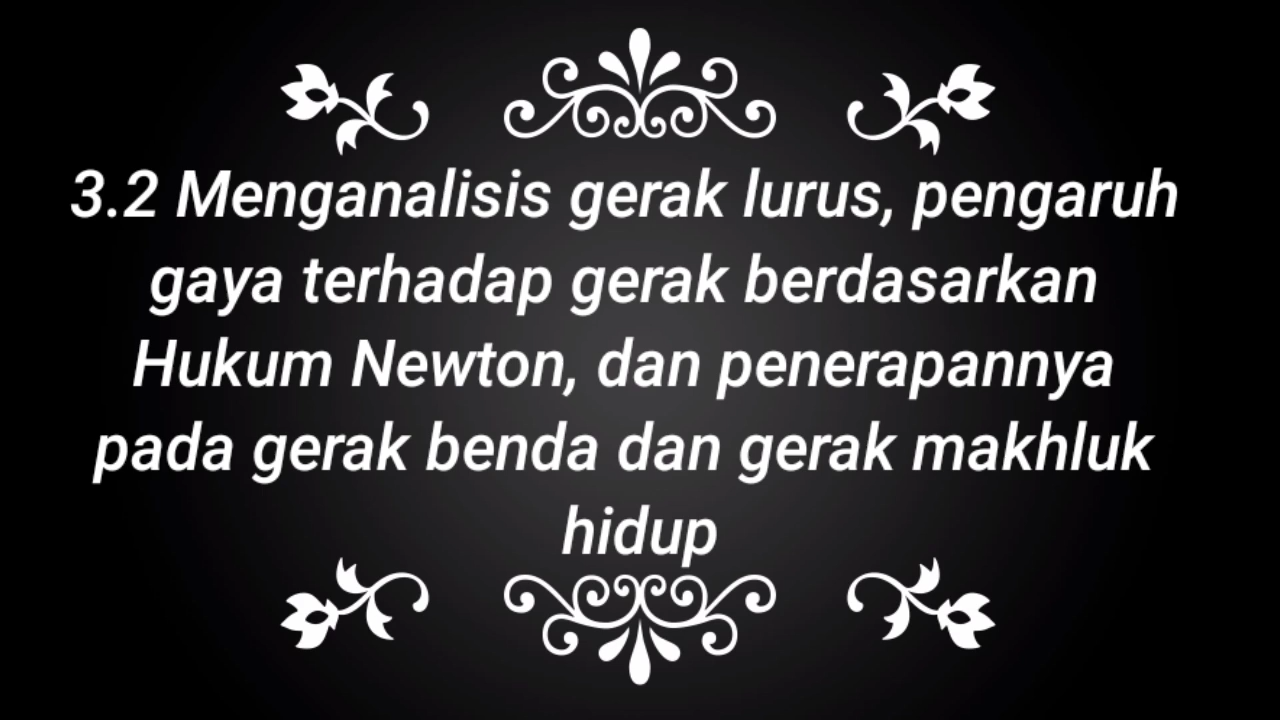 3.2 Menganalisis gerak lurus, pengaruh
gaya terhadap gerak berdasarkan
Hukum Newton, dan penerapannya
pada gerak benda dan gerak makhluk
hidup